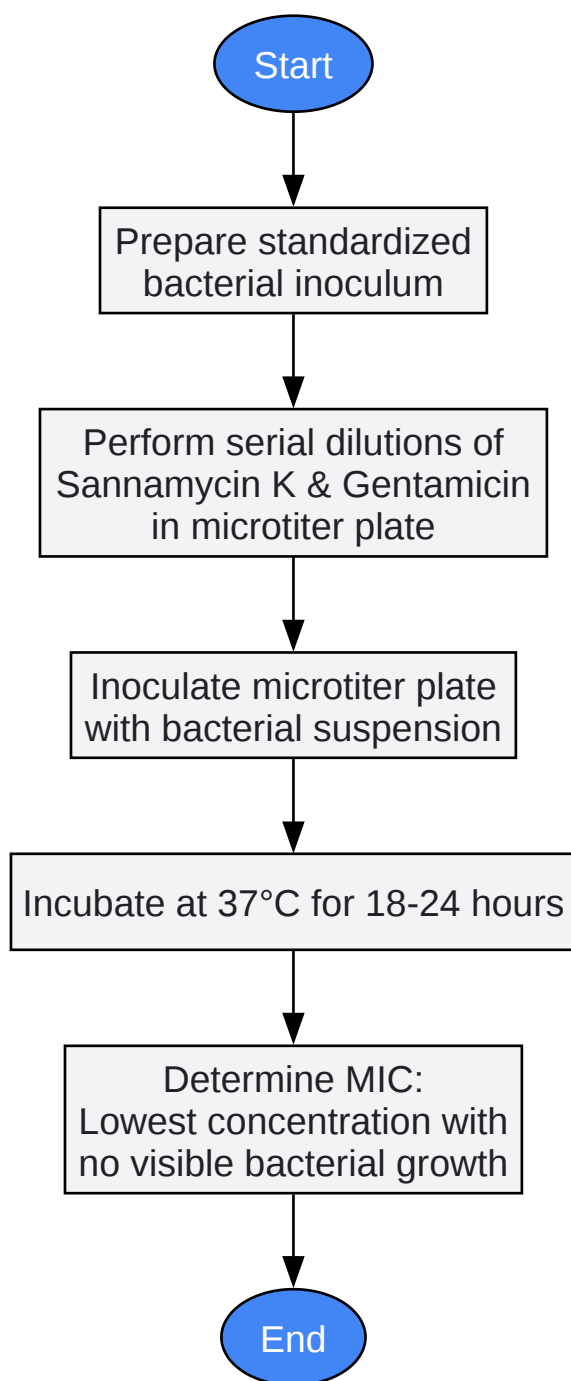 Start
Prepare standardized
bacterial inoculum
Perform serial dilutions of
Sannamycin K & Gentamicin
in microtiter plate
Inoculate microtiter plate
with bacterial suspension
Incubate at 37°C for 18-24 hours
Determine MIC:
Lowest concentration with
no visible bacterial growth
End